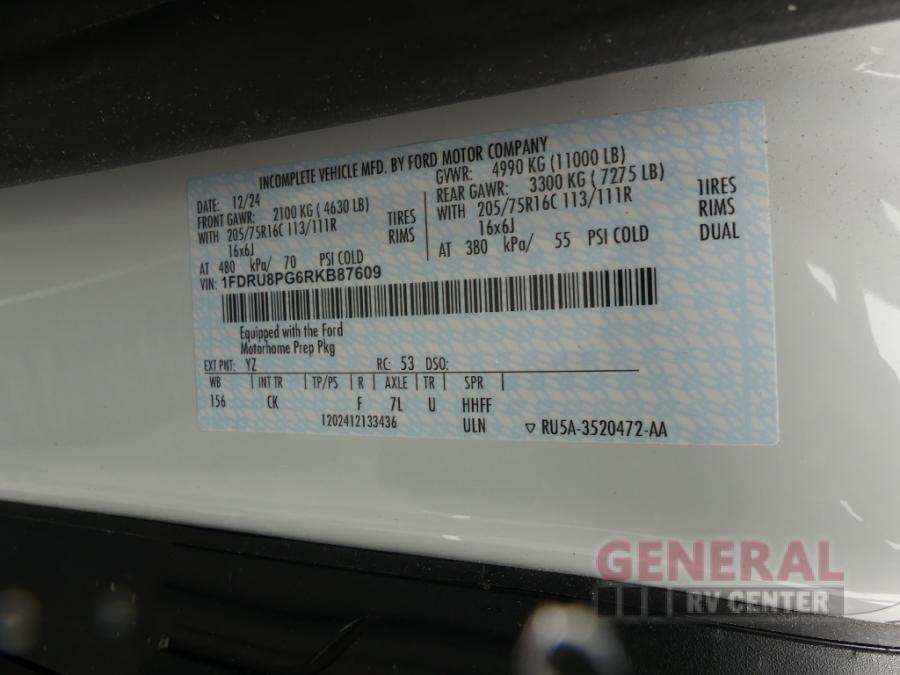 INCOMPLETE VEHICLE MFD. BY FORD MOTOR COMPANY
DATE: 12/24
FRONT GAWR: 2100 KG ( 4630 LB)
WITH 205/75R16C 113/111R TIRES
16x6J RIMS
AT 480 kPa/ 70 PSI COLD
GVWR: 4990 KG (11000 LB)
REAR GAWR: 3300 KG ( 7275 LB)
WITH 205/75R16C 113/111R TIRES
16x6J RIMS
AT 380 kPa/ 55 PSI COLD DUAL
VIN: 1FDRU8PG6RKB87609
Equipped with the Ford
Motorhome Prep Pkg
EXT PNT: YZ RC: 53 DSO:
WB INT TR TP/PS R AXLE TR SPR
156 CK F 7L U HHFF
1202412133436 ULN RU5A-3520472-AA
GENERAL
RV CENTER